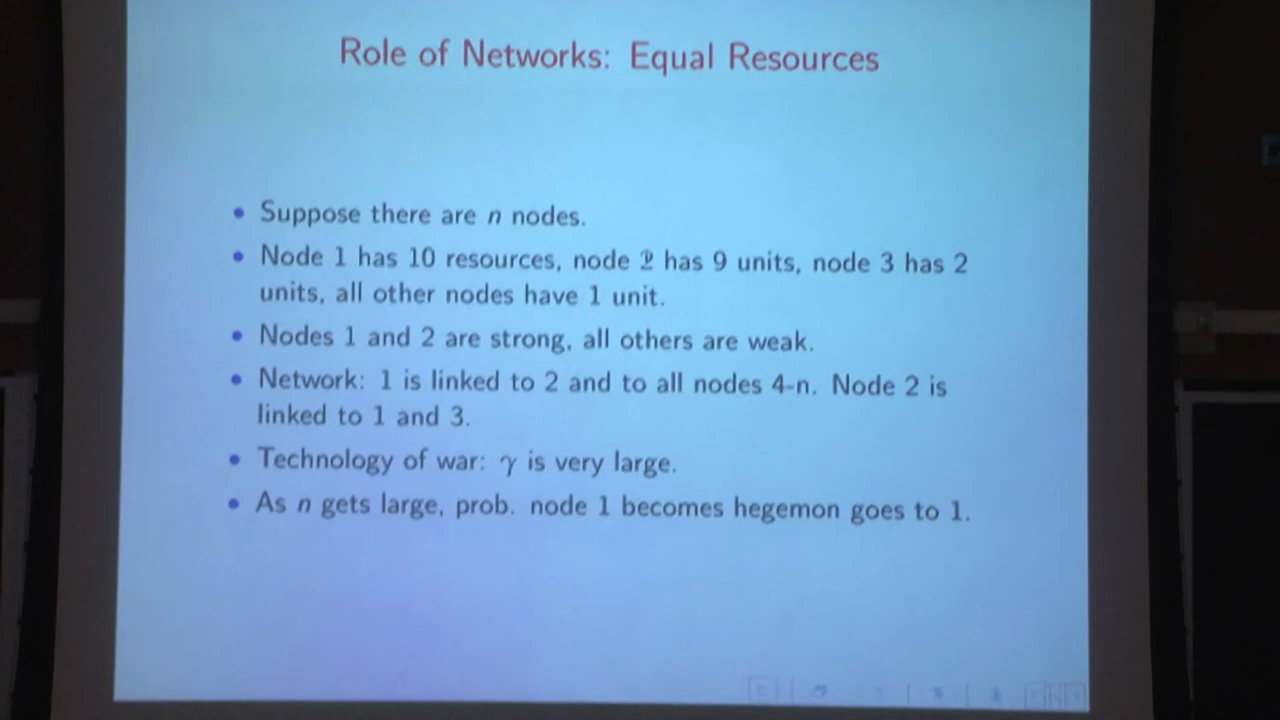 Role of Networks: Equal Resources
• Suppose there are n nodes.
• Node 1 has 10 resources, node 2 has 9 units, node 3 has 2
units, all other nodes have 1 unit.
• Nodes 1 and 2 are strong, all others are weak.
• Network: 1 is linked to 2 and to all nodes 4-n. Node 2 is
linked to 1 and 3.
• Technology of war: γ is very large.
• As n gets large, prob. node 1 becomes hegemon goes to 1.